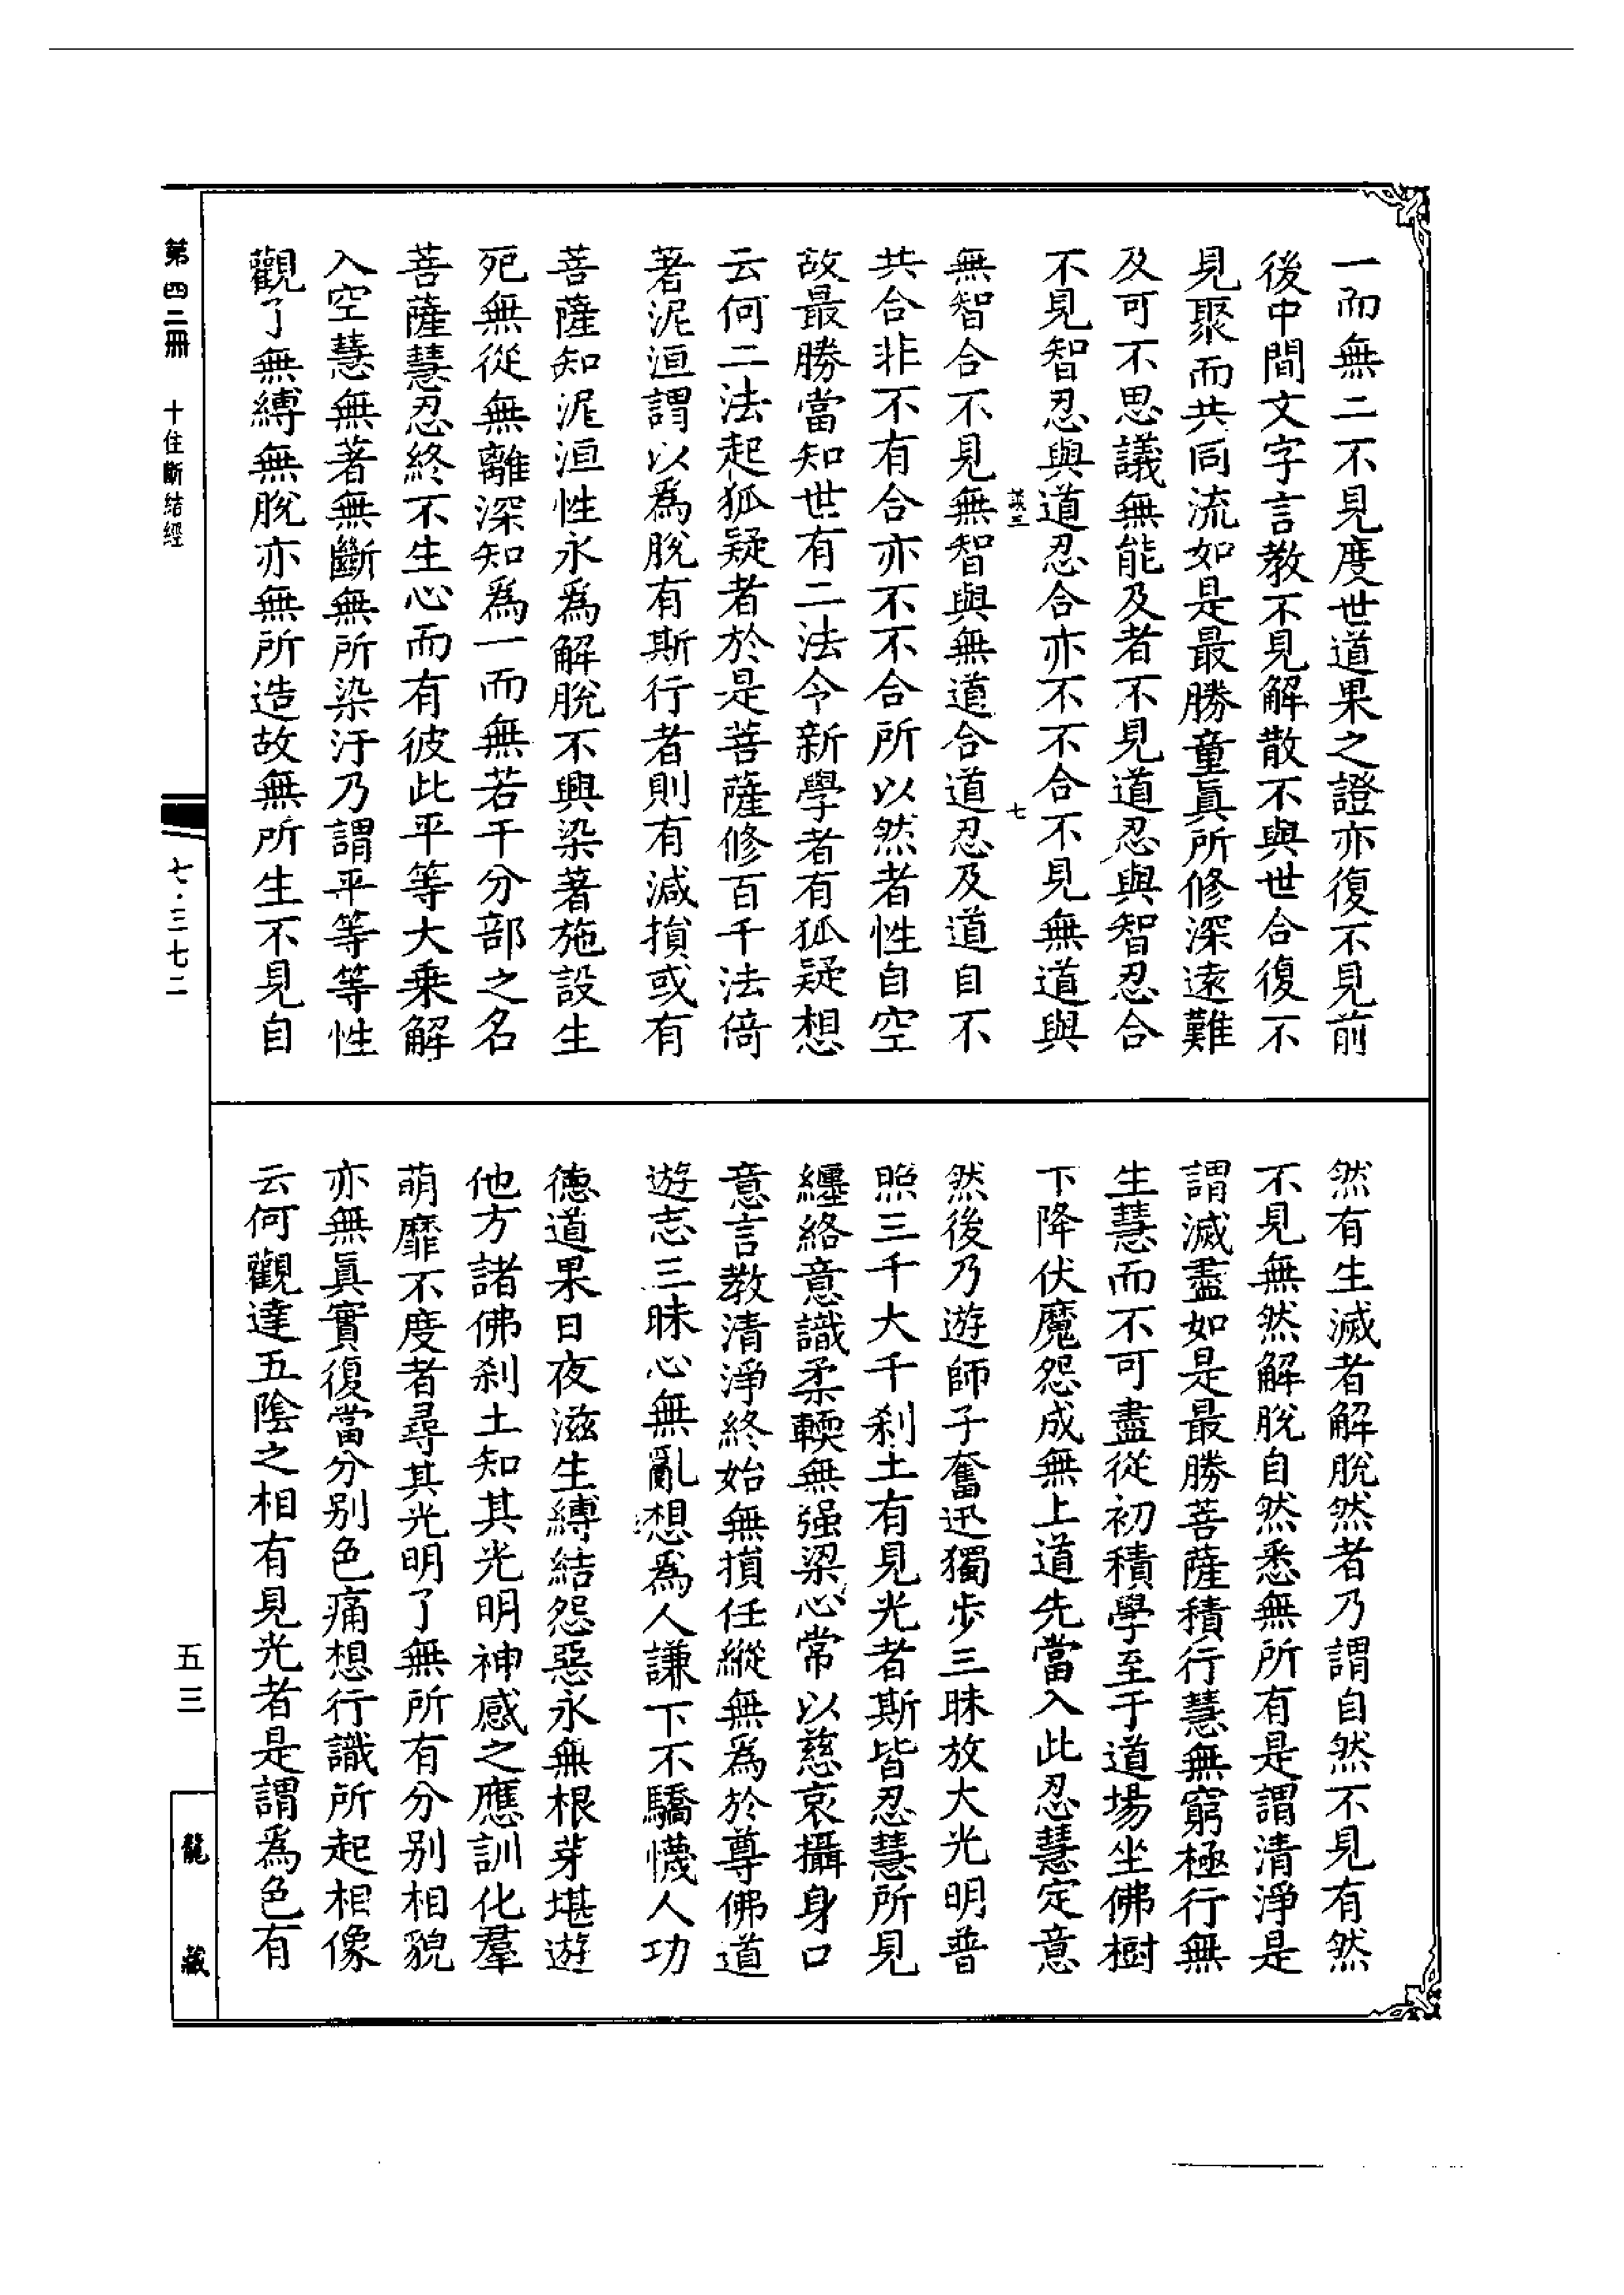 一而無二不見度世道果之證亦復不見前
後中間文字言教不見解散不與世合復不
見聚而共同流如是最勝童眞所修深遠難
及可不思議無能及者不見道忍與智忍合
不見智忍與道忍合亦不不合不見無道與
七
無智合不見無智與無道合道忍及道自不
共合非不有合亦不不合所以然者性自空
故最勝當知世有二法令新學者有狐疑想
云何二法起狐疑者於是菩薩修百千法倚
著泥洹謂以爲脫有斯行者則有減損或有
菩薩知泥洹性永爲解脫不興染著施設生
死無從無離深知爲一而無若干分部之名
菩薩慧忍終不生心而有彼此平等大乗解
入空慧無著無斷無所染汙乃謂平等等性
觀了無縛無脫亦無所造故無所生不見自
然有生滅者解脫然者乃謂自然不見有然
不見無然解脫自然悉無所有是謂清淨是
謂滅盡如是最勝菩薩積行慧無窮極行無
生慧而不可盡從初積學至于道場坐佛樹
下降伏魔怨成無上道先當入此忍慧定意
然後乃遊師子奮迅獨步三昧放大光明普
照三千大千刹土有見光者斯皆忍慧所見
纏絡意識柔輭無强梁心常以慈哀攝身口
意言教清淨終始無損任縱無爲於尊佛道
遊志三昧心無亂想爲人謙下不驕慢人功
德道果日夜滋生縛結怨惡永無根芽堪遊
他方諸佛刹土知其光明神感之應訓化羣
萌靡不度者尋其光明了無所有分別相貌
亦無眞實復當分別色痛想行識所起相像
云何觀達五陰之相有見光者是謂爲色有
第四二冊
十住斷結經
七·三七二
五三
龍藏